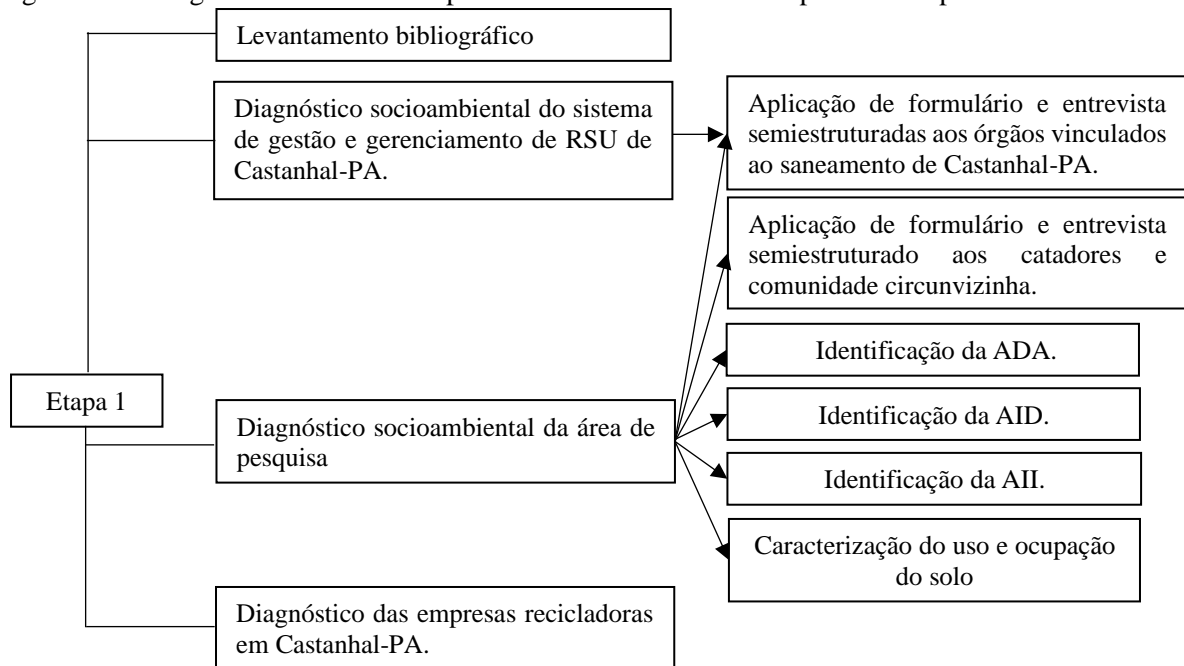 Levantamento bibliográfico
Diagnóstico socioambiental do sistema
de gestão e gerenciamento de RSU de
Castanhal-PA.
Aplicação de formulário e entrevista
semiestruturadas aos órgãos vinculados
ao saneamento de Castanhal-PA.
Aplicação de formulário e entrevista
semiestruturado aos catadores e
comunidade circunvizinha.
Identificação da ADA.
Etapa 1
Diagnóstico socioambiental da área de
pesquisa
Identificação da AID.
Identificação da AII.
Caracterização do uso e ocupação
do solo
Diagnóstico das empresas recicladoras
em Castanhal-PA.